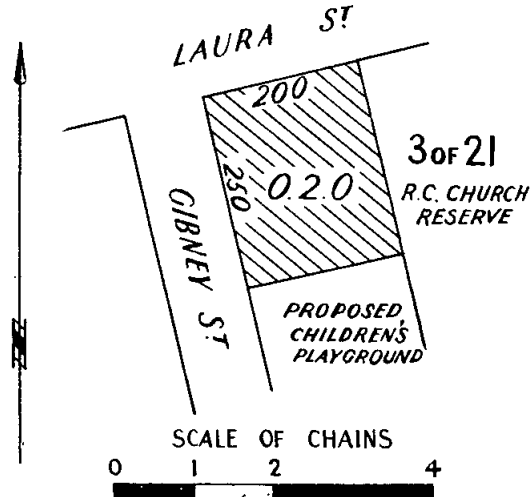 LAURA ST
200
250
0.2.0
3 OF 21
R.C. CHURCH
RESERVE
GIBNEY ST
PROPOSED
CHILDREN'S
PLAYGROUND
N
SCALE OF CHAINS
0 1 2 4